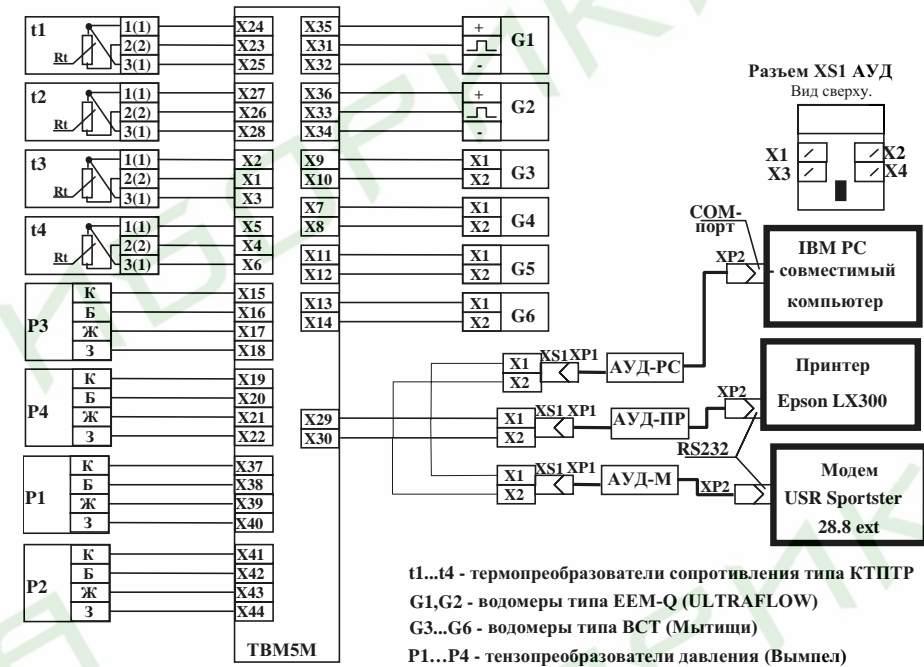 t1
Rt
1(1)
2(2)
3(1)
X24
X23
X25
t2
Rt
1(1)
2(2)
3(1)
X27
X26
X28
t3
Rt
1(1)
2(2)
3(1)
X2
X1
X3
t4
Rt
1(1)
2(2)
3(1)
X5
X4
X6
P3
К
Б
Ж
З
X15
X16
X17
X18
P4
К
Б
Ж
З
X19
X20
X21
X22
P1
К
Б
Ж
З
X37
X38
X39
X40
P2
К
Б
Ж
З
X41
X42
X43
X44
ТВМ5М
X35
X31
X32
+
-
G1
X36
X33
X34
+
-
G2
X9
X10
X1
X2
G3
X7
X8
X1
X2
G4
X11
X12
X1
X2
G5
X13
X14
X1
X2
G6
X29
X30
Разъем XS1 АУД
Вид сверху.
X1
X3
X2
X4
COM-
порт
XP2
IBM PC
совместимый
компьютер
X1
X2
XS1 XP1
АУД-РС
XP2
Принтер
Epson LX300
X1
X2
XS1 XP1
АУД-ПР
RS232
X1
X2
XS1 XP1
АУД-М
XP2
Модем
USR Sportster
28.8 ext
t1...t4 - термопреобразователи сопротивления типа КТПТР
G1,G2 - водомеры типа EEM-Q (ULTRAFLOW)
G3...G6 - водомеры типа ВСТ (Мытищи)
P1…P4 - тензопреобразователи давления (Вымпел)